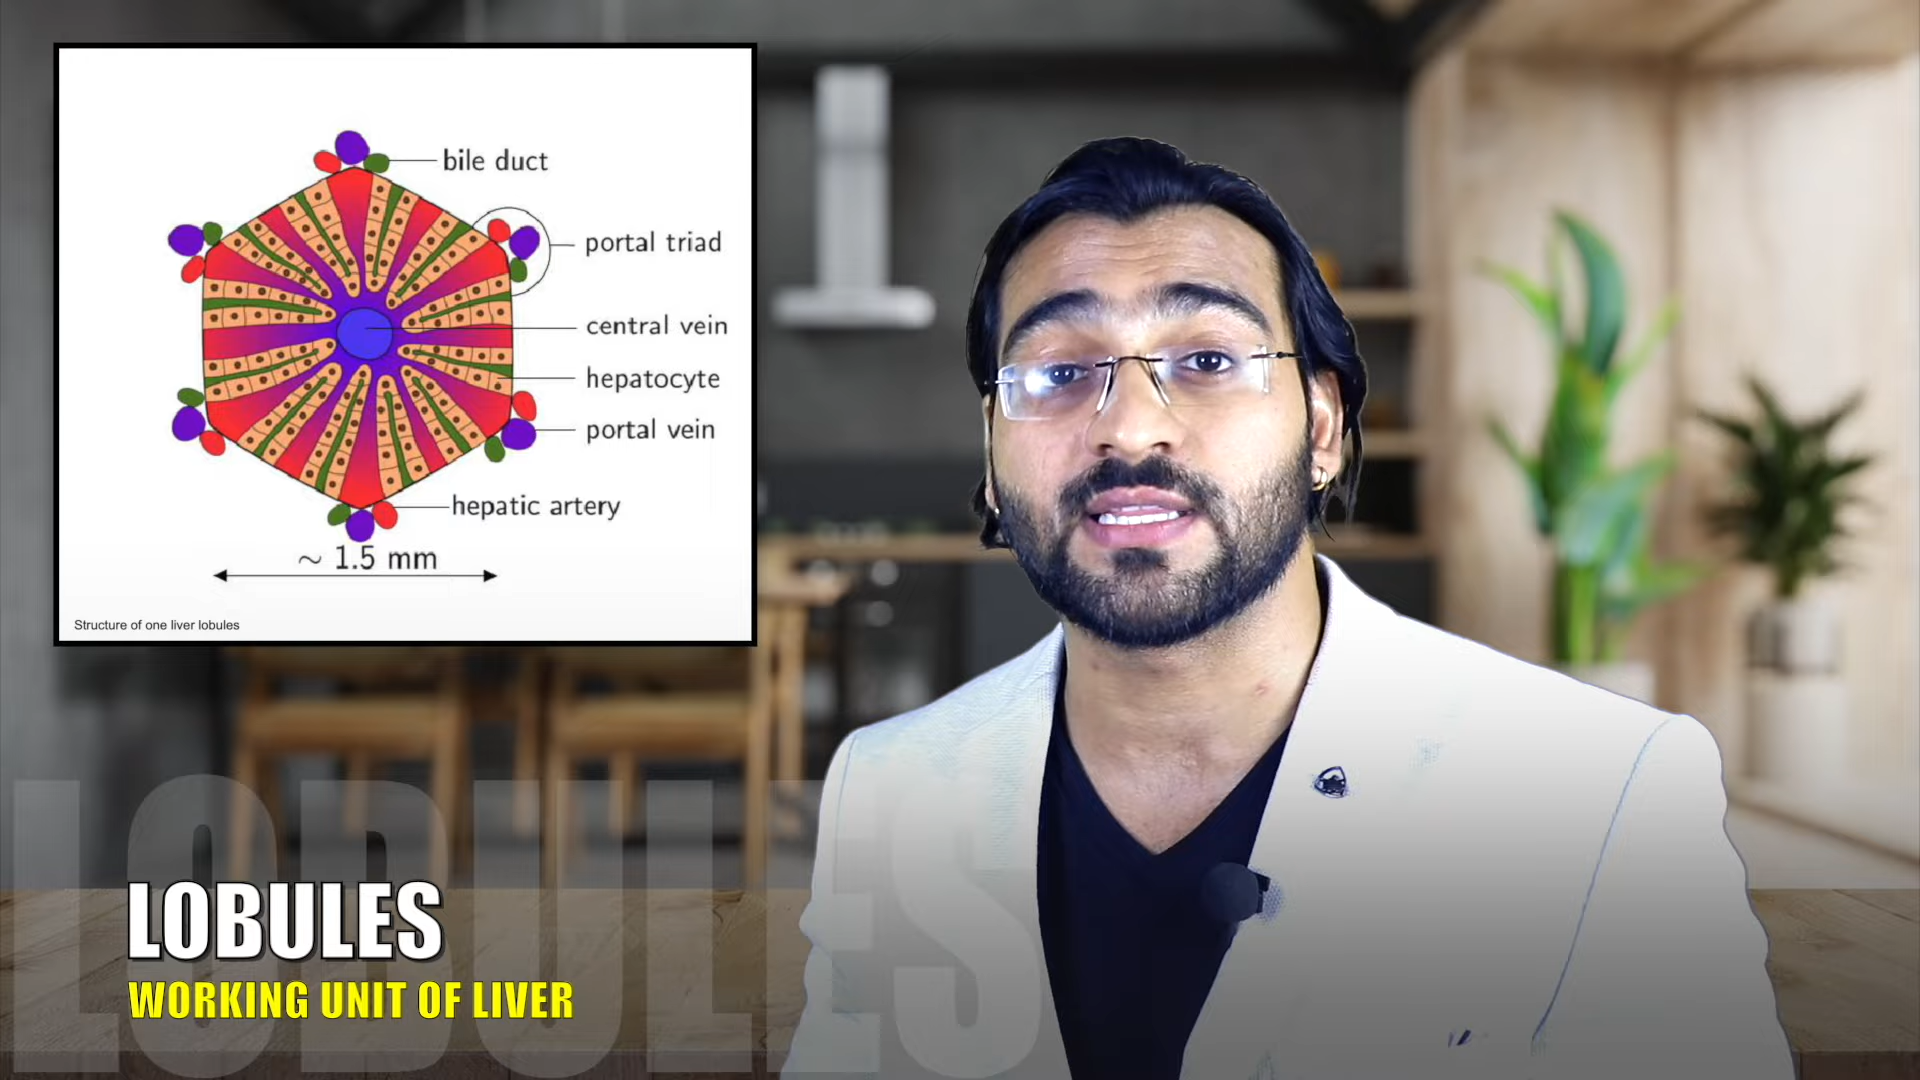 bile duct
portal triad
central vein
hepatocyte
portal vein
hepatic artery
~ 1.5 mm
Structure of one liver lobules
LOBULES
LOBULES
WORKING UNIT OF LIVER